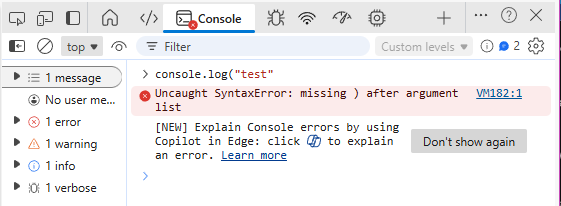 Console
top
Filter
Custom levels
2
1 message
No user me...
1 error
1 warning
1 info
1 verbose
console.log("test"
Uncaught SyntaxError: missing ) after argument
list
VM182:1
[NEW] Explain Console errors by using
Copilot in Edge: click to explain
an error. Learn more
Don't show again